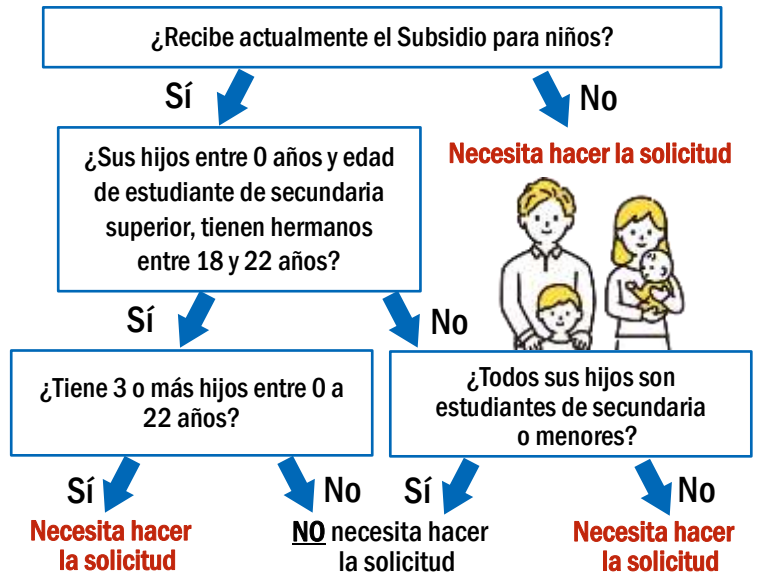 ¿Recibe actualmente el Subsidio para niños?
Sí
No
¿Sus hijos entre 0 años y edad
de estudiante de secundaria
superior, tienen hermanos
entre 18 y 22 años?
Necesita hacer la solicitud
Sí
No
¿Tiene 3 o más hijos entre 0 a
22 años?
¿Todos sus hijos son
estudiantes de secundaria
o menores?
Sí
No
Sí
No
Necesita hacer
la solicitud
NO necesita hacer
la solicitud
Necesita hacer
la solicitud